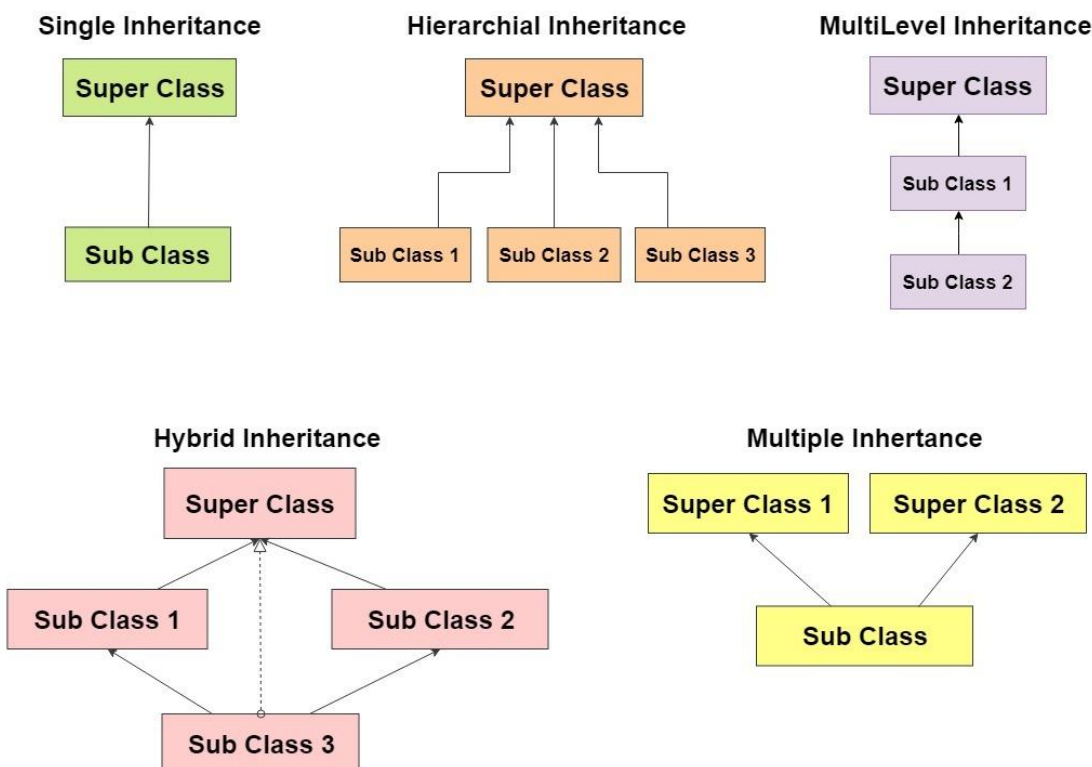 Single Inheritance
Hierarchial Inheritance
MultiLevel Inheritance
Super Class
Super Class
Super Class
Sub Class 1
Sub Class
Sub Class 1
Sub Class 2
Sub Class 3
Sub Class 2
Hybrid Inheritance
Multiple Inhertance
Super Class
Super Class 1
Super Class 2
Sub Class 1
Sub Class 2
Sub Class
Sub Class 3